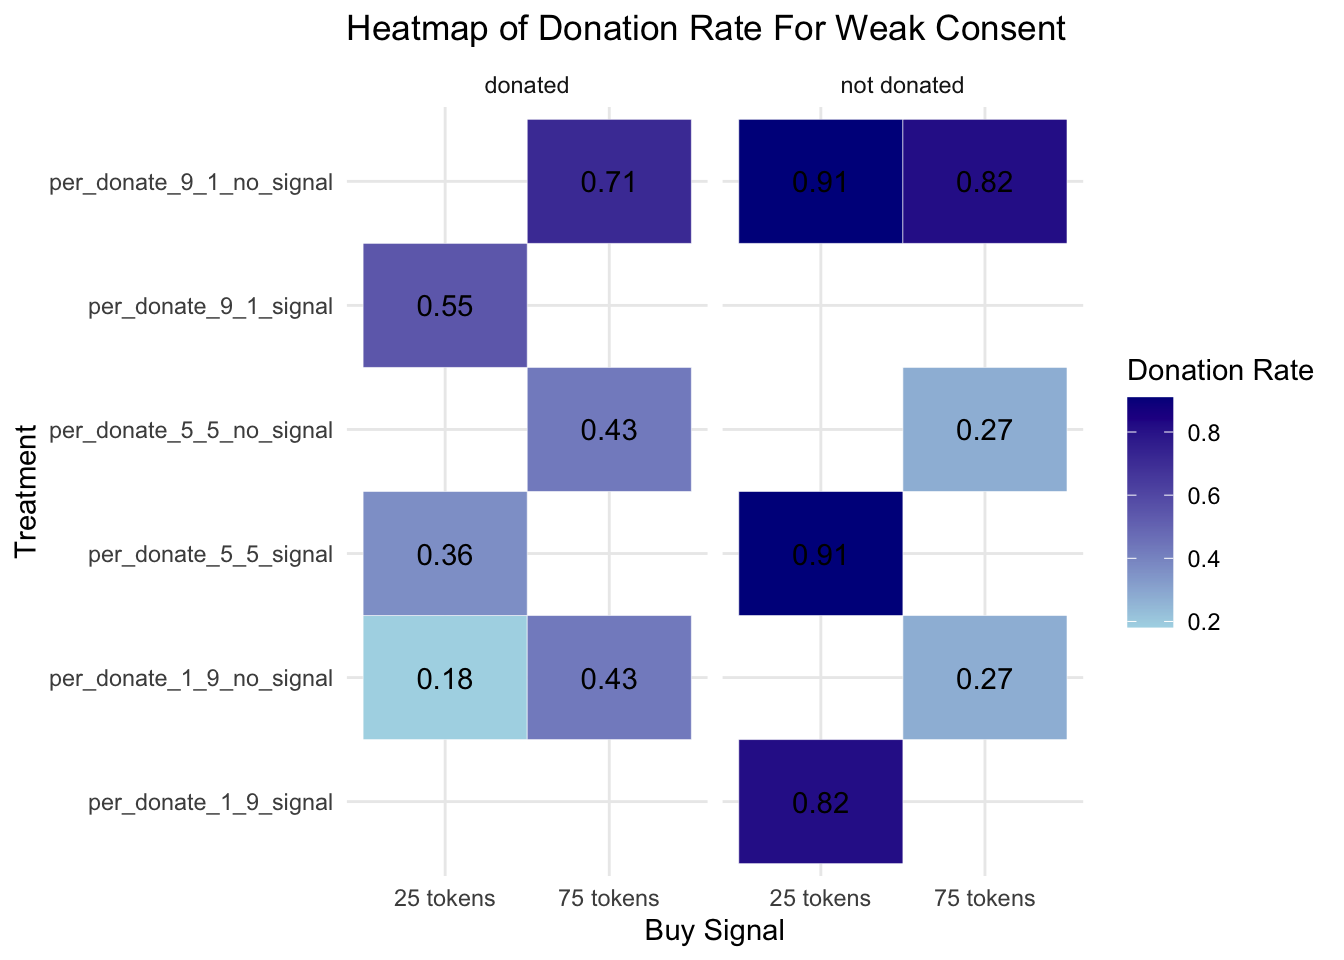 Heatmap of Donation Rate For Weak Consent
donated
not donated
per_donate_9_1_no_signal
0.71
0.91
0.82
per_donate_9_1_signal
0.55
per_donate_5_5_no_signal
0.43
0.27
per_donate_5_5_signal
0.36
0.91
per_donate_1_9_no_signal
0.18
0.43
0.27
per_donate_1_9_signal
0.82
Treatment
25 tokens
75 tokens
25 tokens
75 tokens
Buy Signal
Donation Rate
0.8
0.6
0.4
0.2